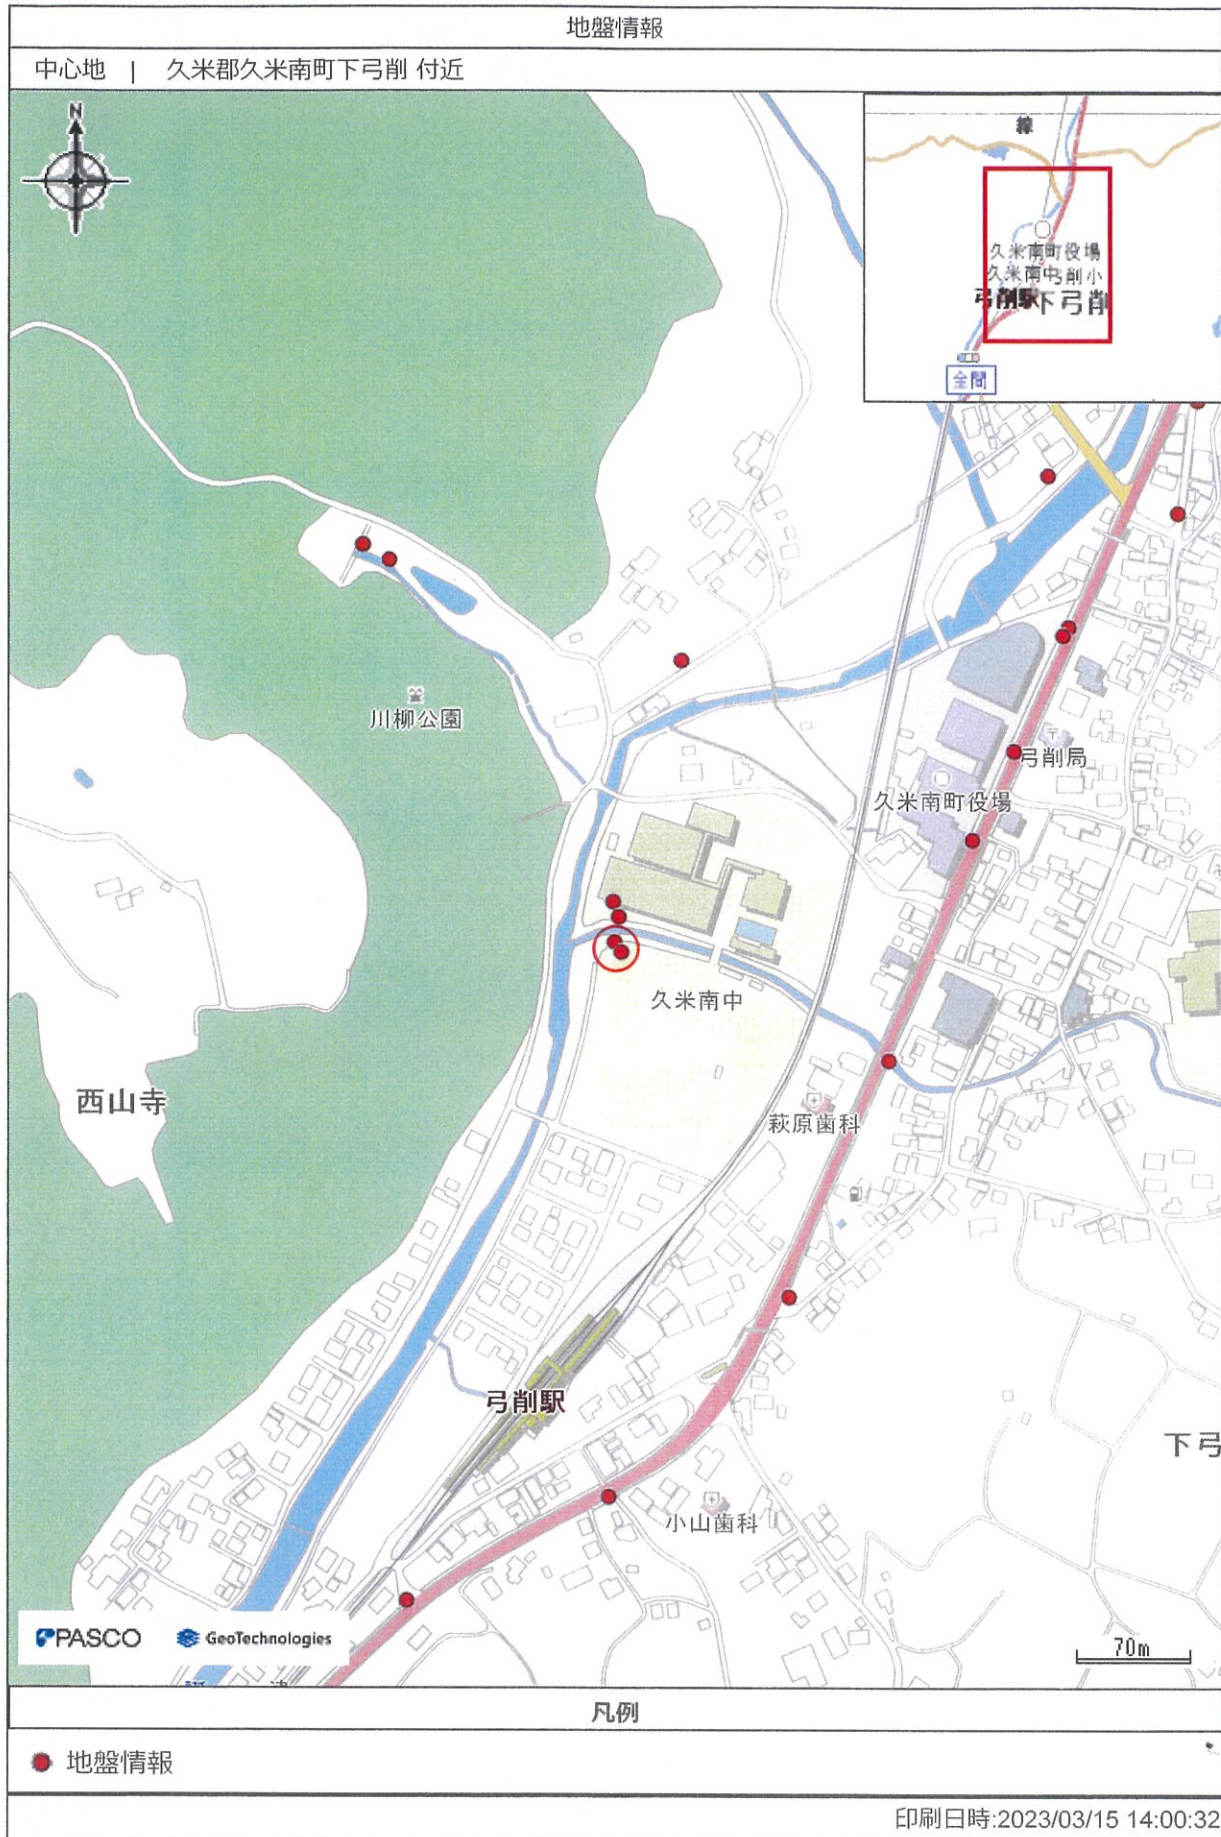 地盤情報
中心地 | 久米郡久米南町下弓削 付近
N
線
久米南町役場
久米南中弓削小
弓削駅下弓削
全間
川柳公園
弓削局
久米南町役場
久米南中
西山寺
萩原歯科
弓削駅
下弓
小山歯科
PASCO
GeoTechnologies
70m
凡例
地盤情報
印刷日時:2023/03/15 14:00:32